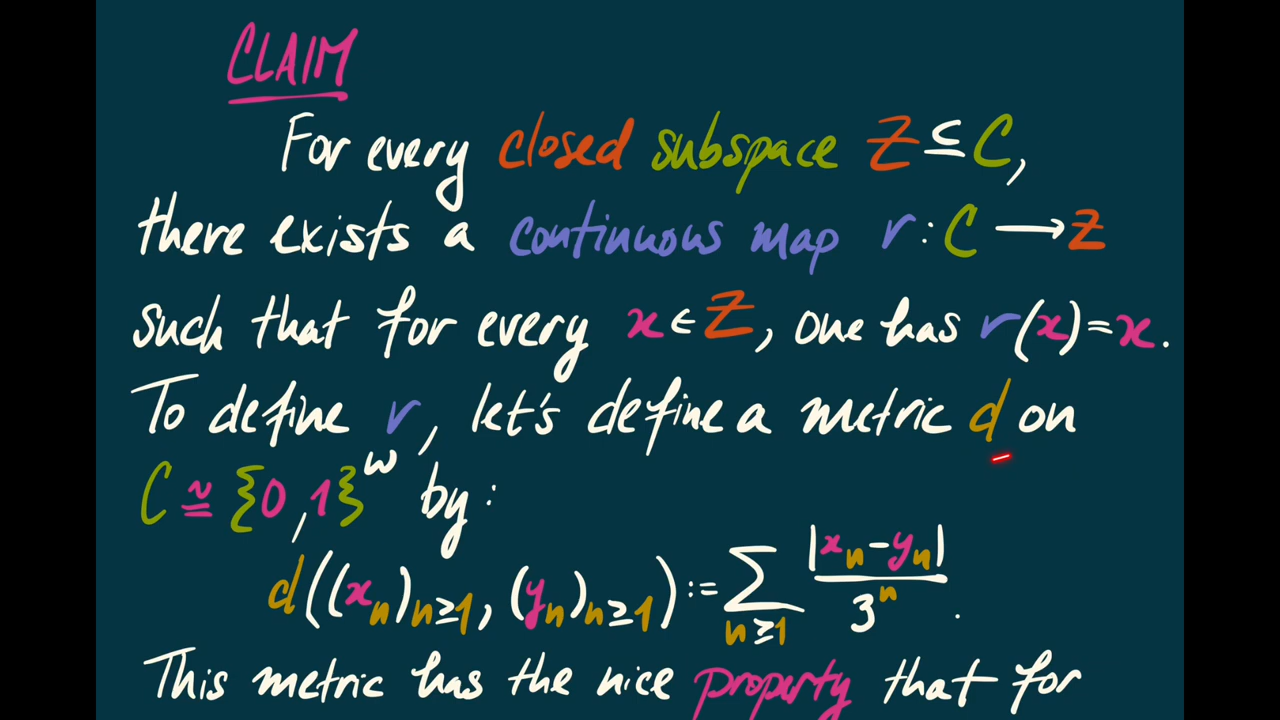 CLAIM
For every closed subspace Z ⊆ C,
there exists a continuous map r : C ⟶ Z
such that for every x ∈ Z, one has r(x) = x.
To define r, let's define a metric d on
C ≅ {0,1}^ω by:
d((x_n)_{n≥1}, (y_n)_{n≥1}) := ∑_{n≥1} |x_n - y_n| / 3^n .
This metric has the nice property that for